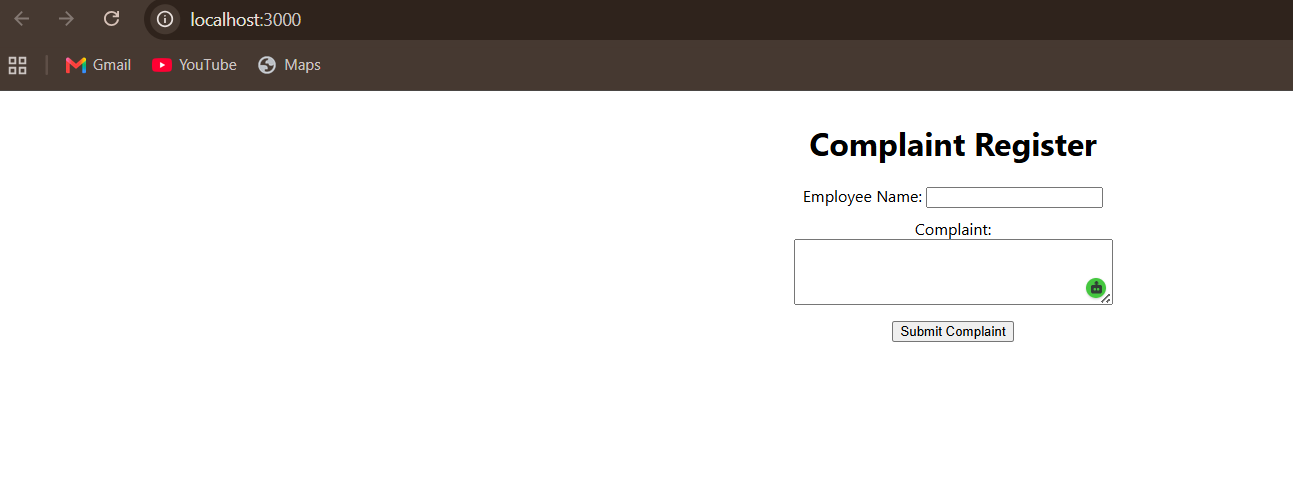 localhost:3000
Gmail YouTube Maps
Complaint Register
Employee Name:
Complaint:
Submit Complaint